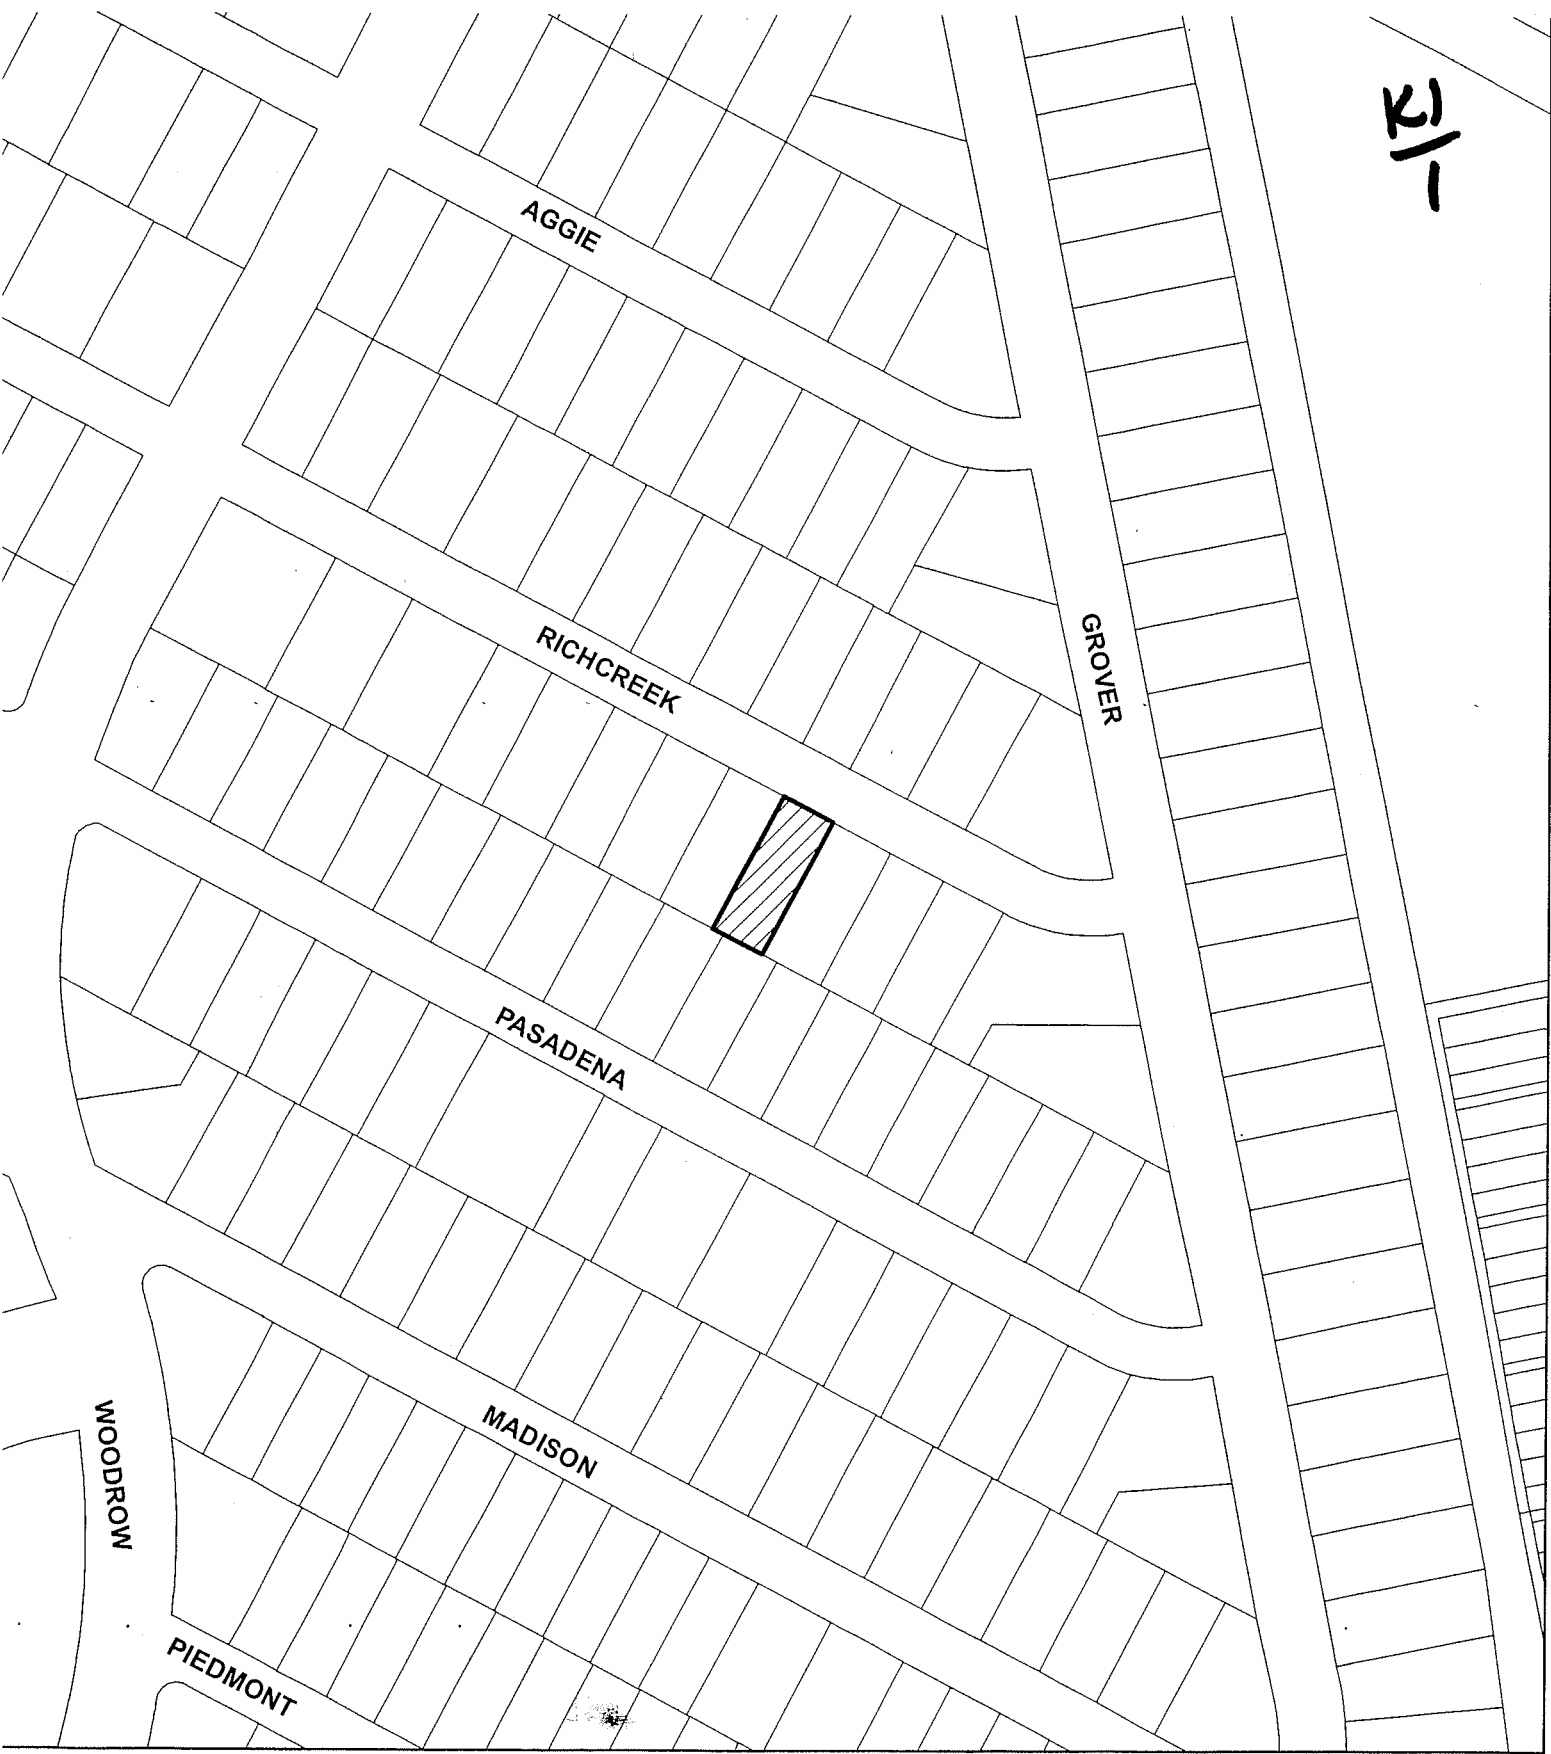 K1
1
AGGIE
GROVER
RICHCREEK
PASADENA
MADISON
WOODROW
PIEDMONT